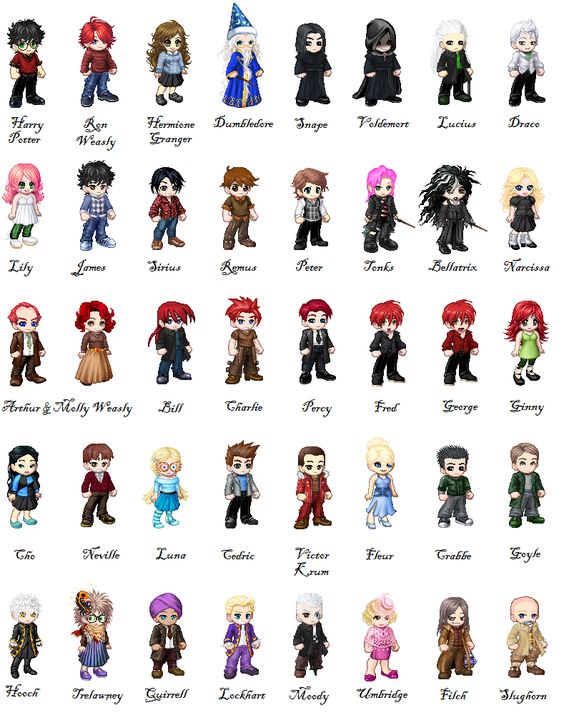 Harry Potter
Ron Weasly
Hermione Granger
Dumbledore
Snape
Voldemort
Lucius
Draco
Lily
James
Sirius
Remus
Peter
Tonks
Bellatrix
Narcissa
Arthur & Molly Weasly
Bill
Charlie
Percy
Fred
George
Ginny
Cho
Neville
Luna
Cedric
Victor Krum
Fleur
Crabbe
Goyle
Hooch
Trelawney
Quirrell
Lockhart
Moody
Umbridge
Filch
Slughorn